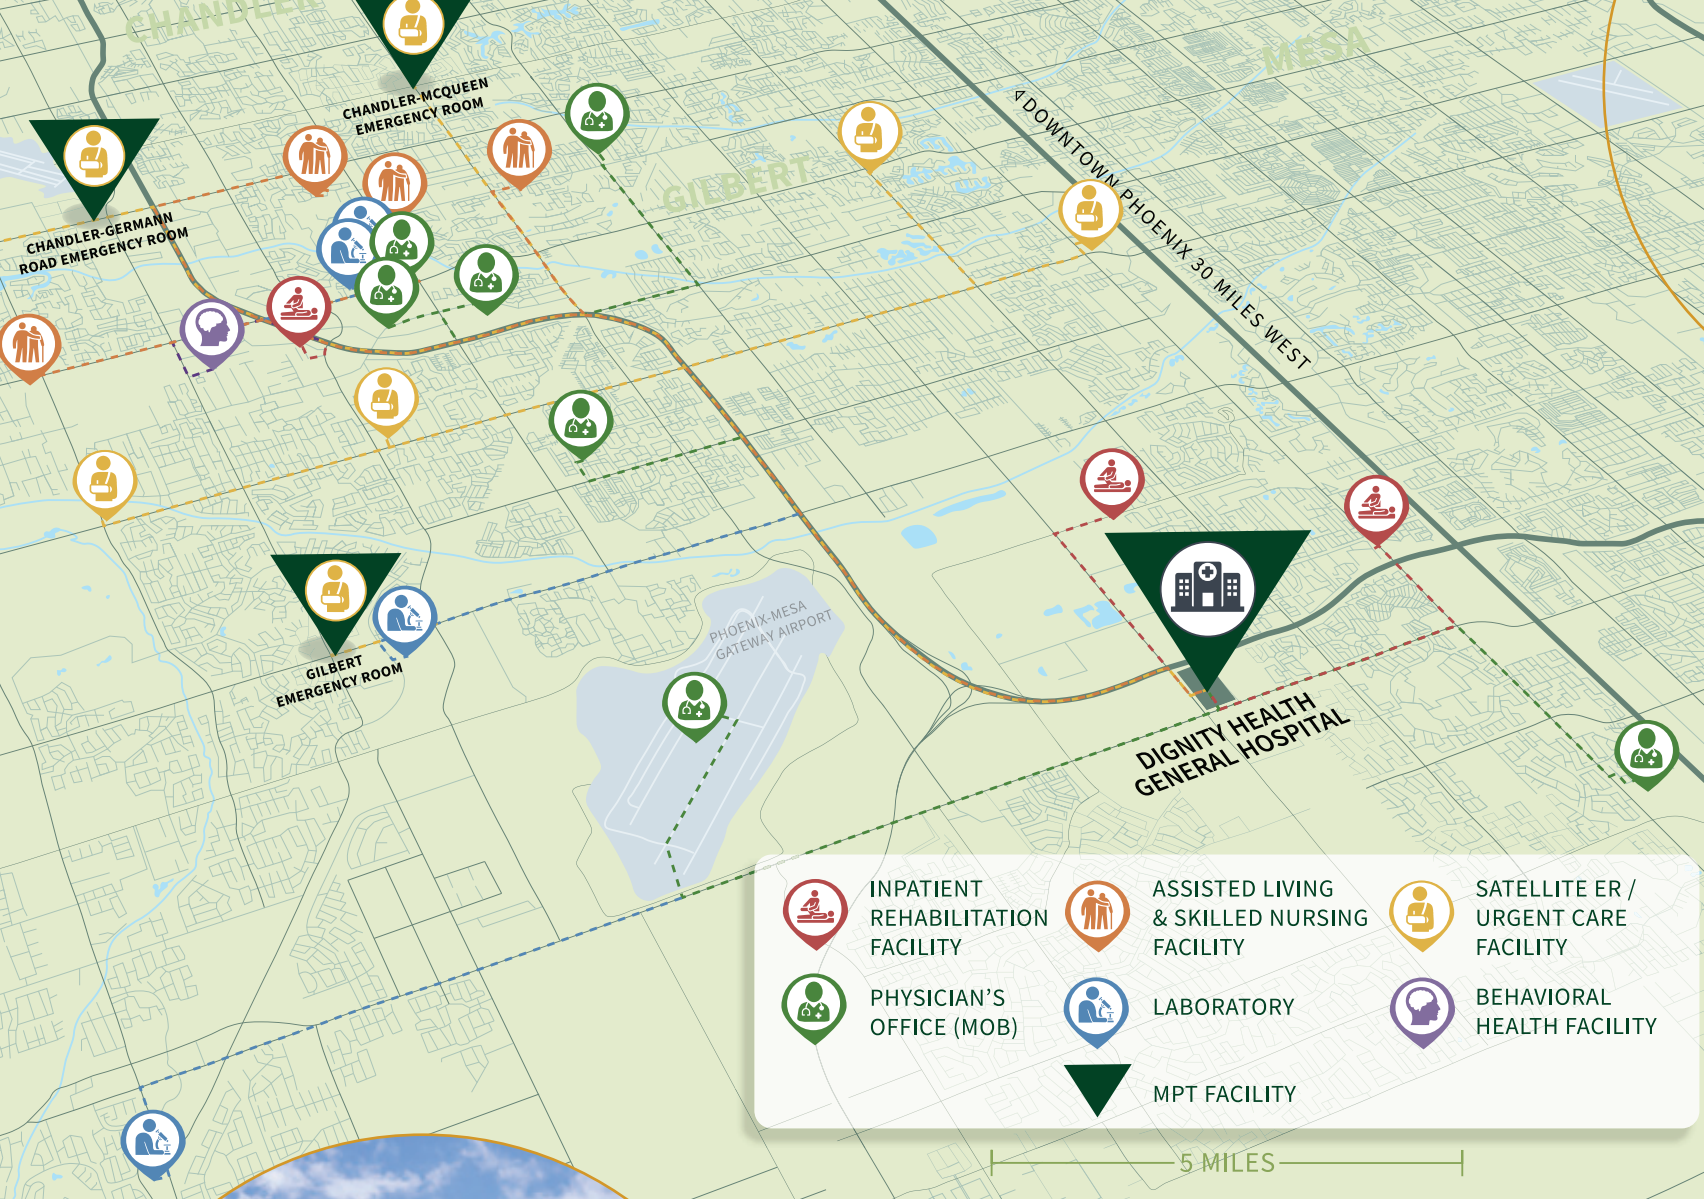 CHANDLER
MESA
CHANDLER-MCQUEEN
EMERGENCY ROOM
DOWNTOWN PHOENIX 30 MILES WEST
GILBERT
CHANDLER-GERMANN
ROAD EMERGENCY ROOM
PHOENIX-MESA
GATEWAY AIRPORT
GILBERT
EMERGENCY ROOM
DIGNITY HEALTH
GENERAL HOSPITAL
INPATIENT
REHABILITATION
FACILITY
ASSISTED LIVING
& SKILLED NURSING
FACILITY
SATELLITE ER /
URGENT CARE
FACILITY
PHYSICIAN’S
OFFICE (MOB)
LABORATORY
BEHAVIORAL
HEALTH FACILITY
MPT FACILITY
5 MILES